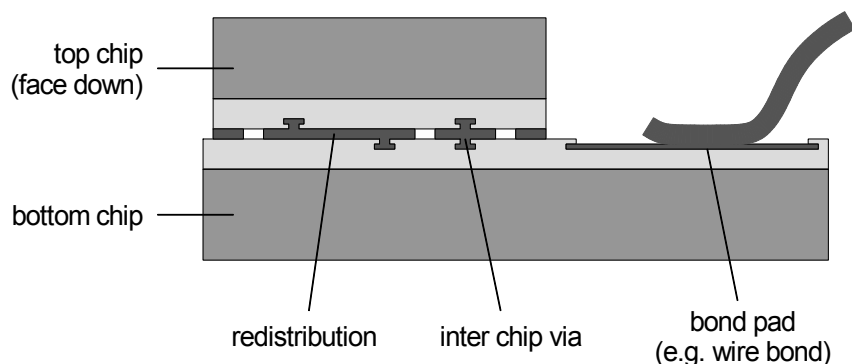 top chip
(face down)
bottom chip
redistribution
inter chip via
bond pad
(e.g. wire bond)